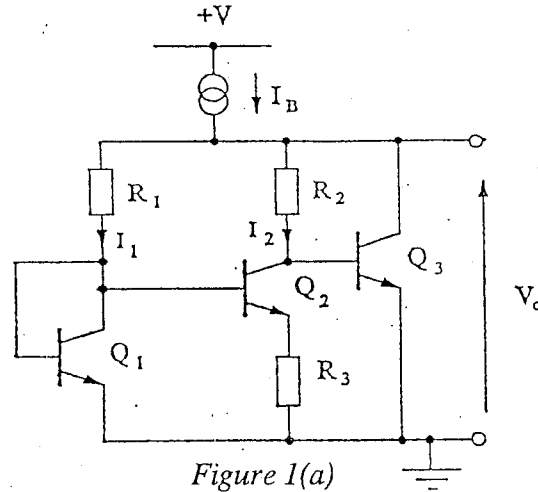 +V
I_B
R_1
R_2
I_1
I_2
Q_3
Q_2
V_o
Q_1
R_3
Figure 1(a)